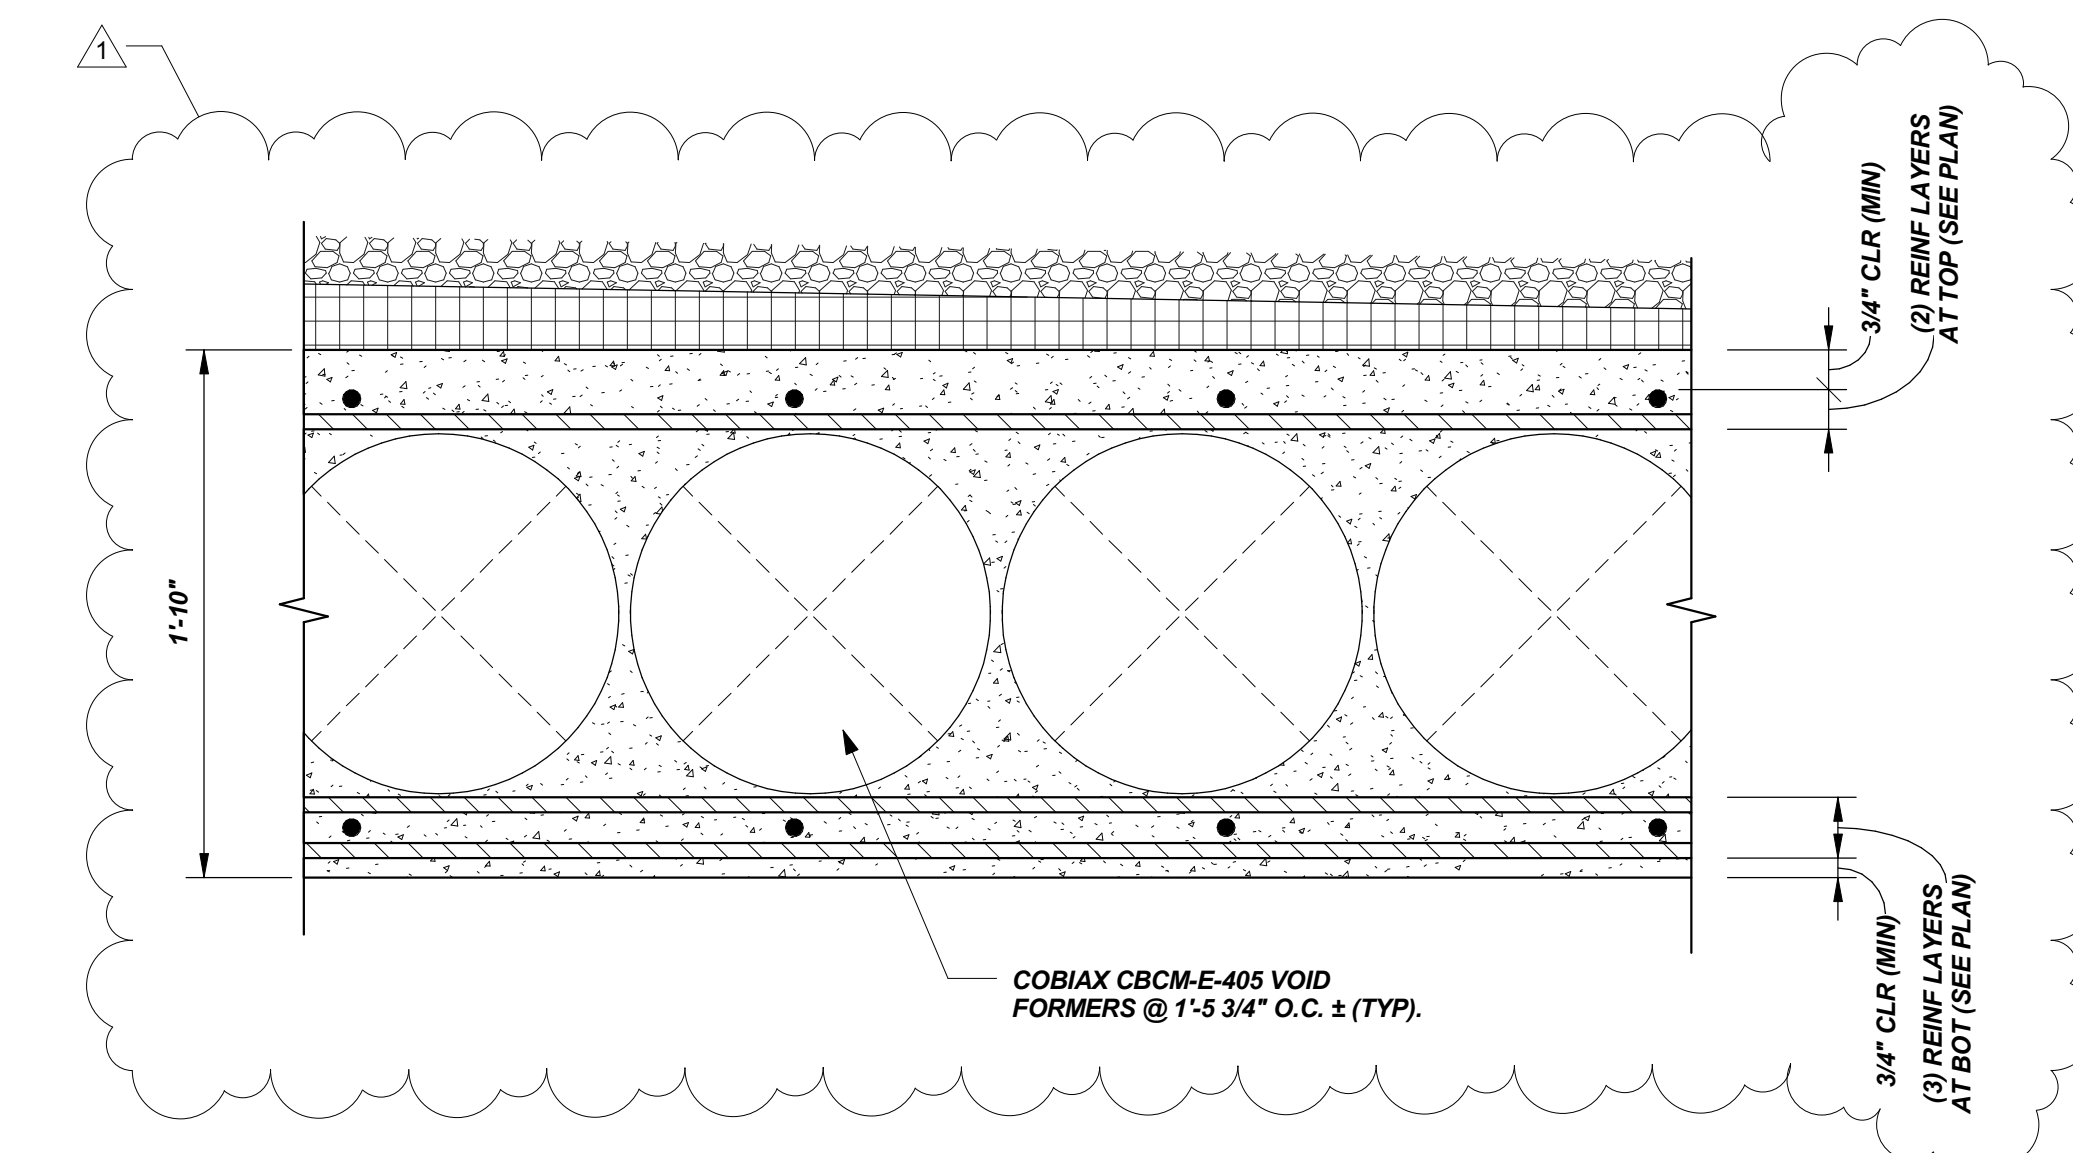 1
3/4" CLR (MIN)
(2) REINF LAYERS
AT TOP (SEE PLAN)
1'-10"
COBIAX CBCM-E-405 VOID
FORMERS @ 1'-5 3/4" O.C. ± (TYP).
3/4" CLR (MIN)
(3) REINF LAYERS
AT BOT (SEE PLAN)